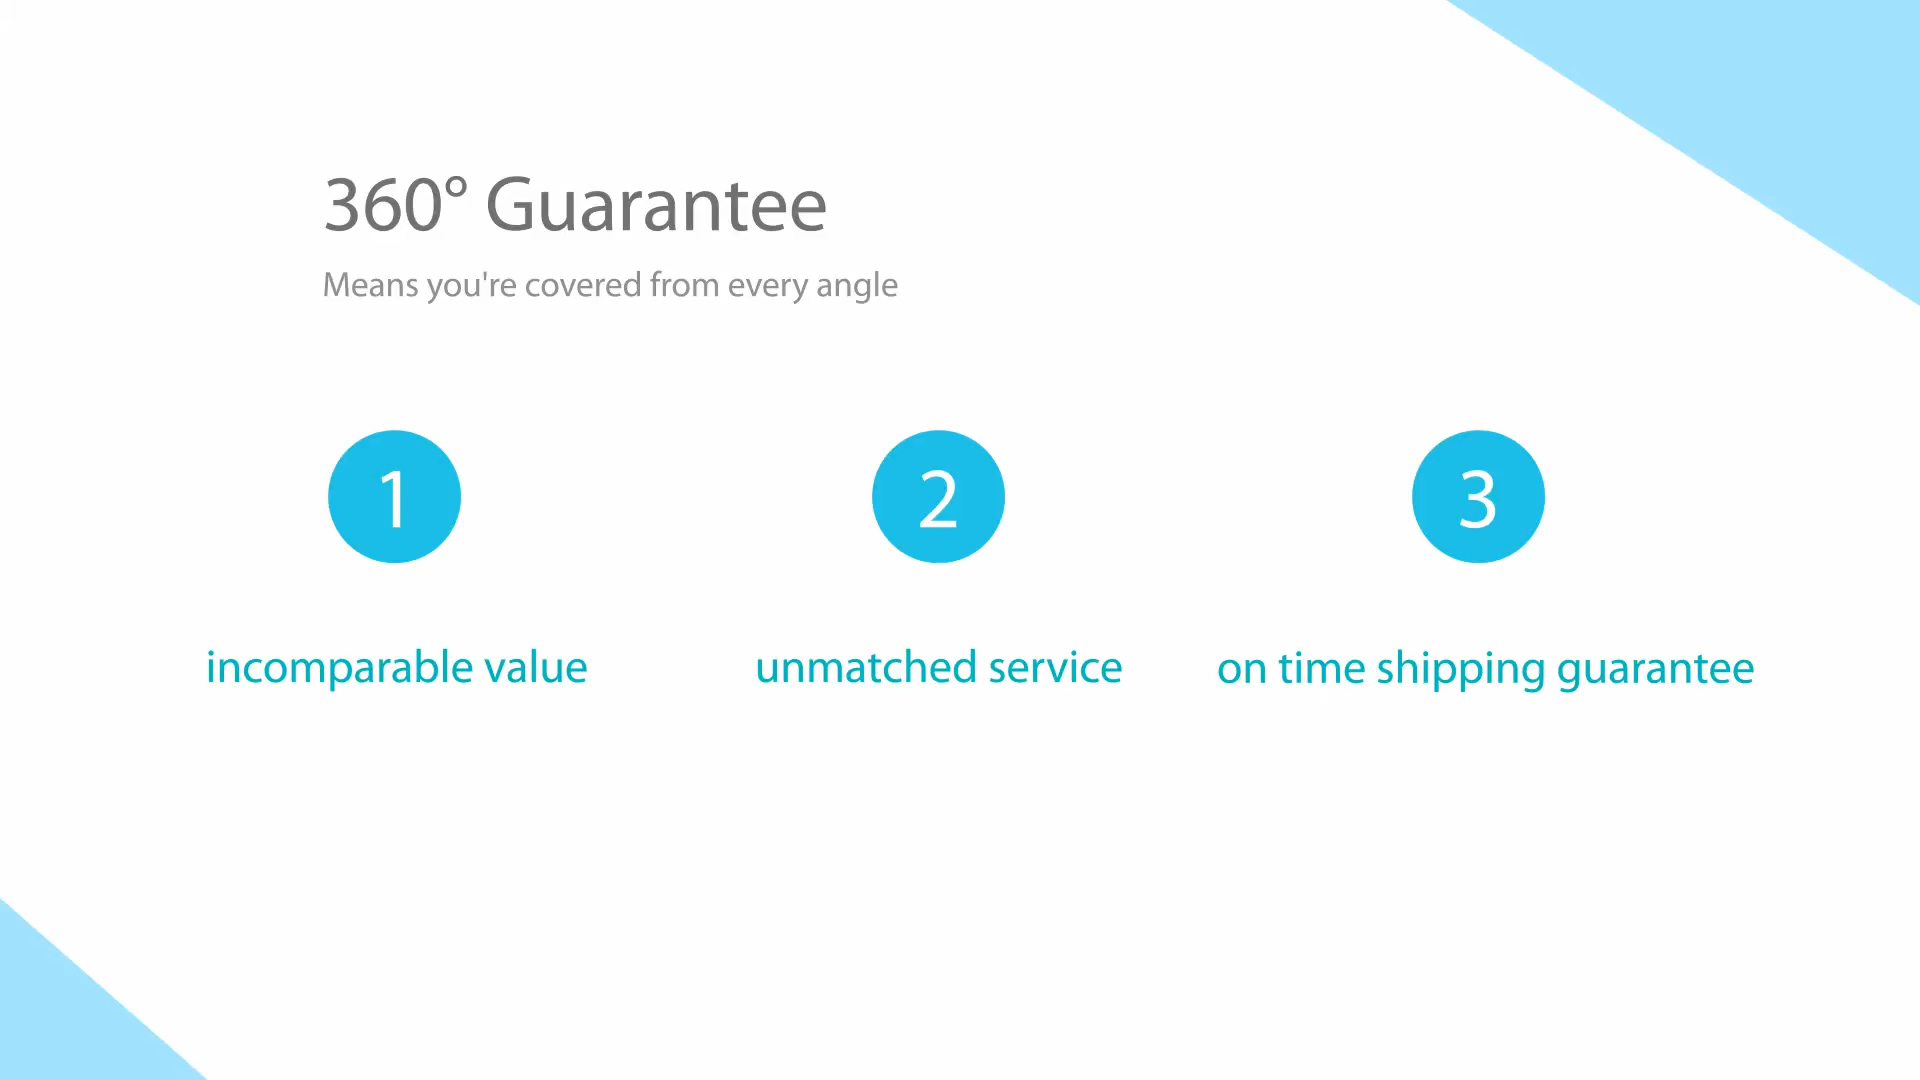 360° Guarantee
Means you're covered from every angle
1
2
3
incomparable value
unmatched service
on time shipping guarantee